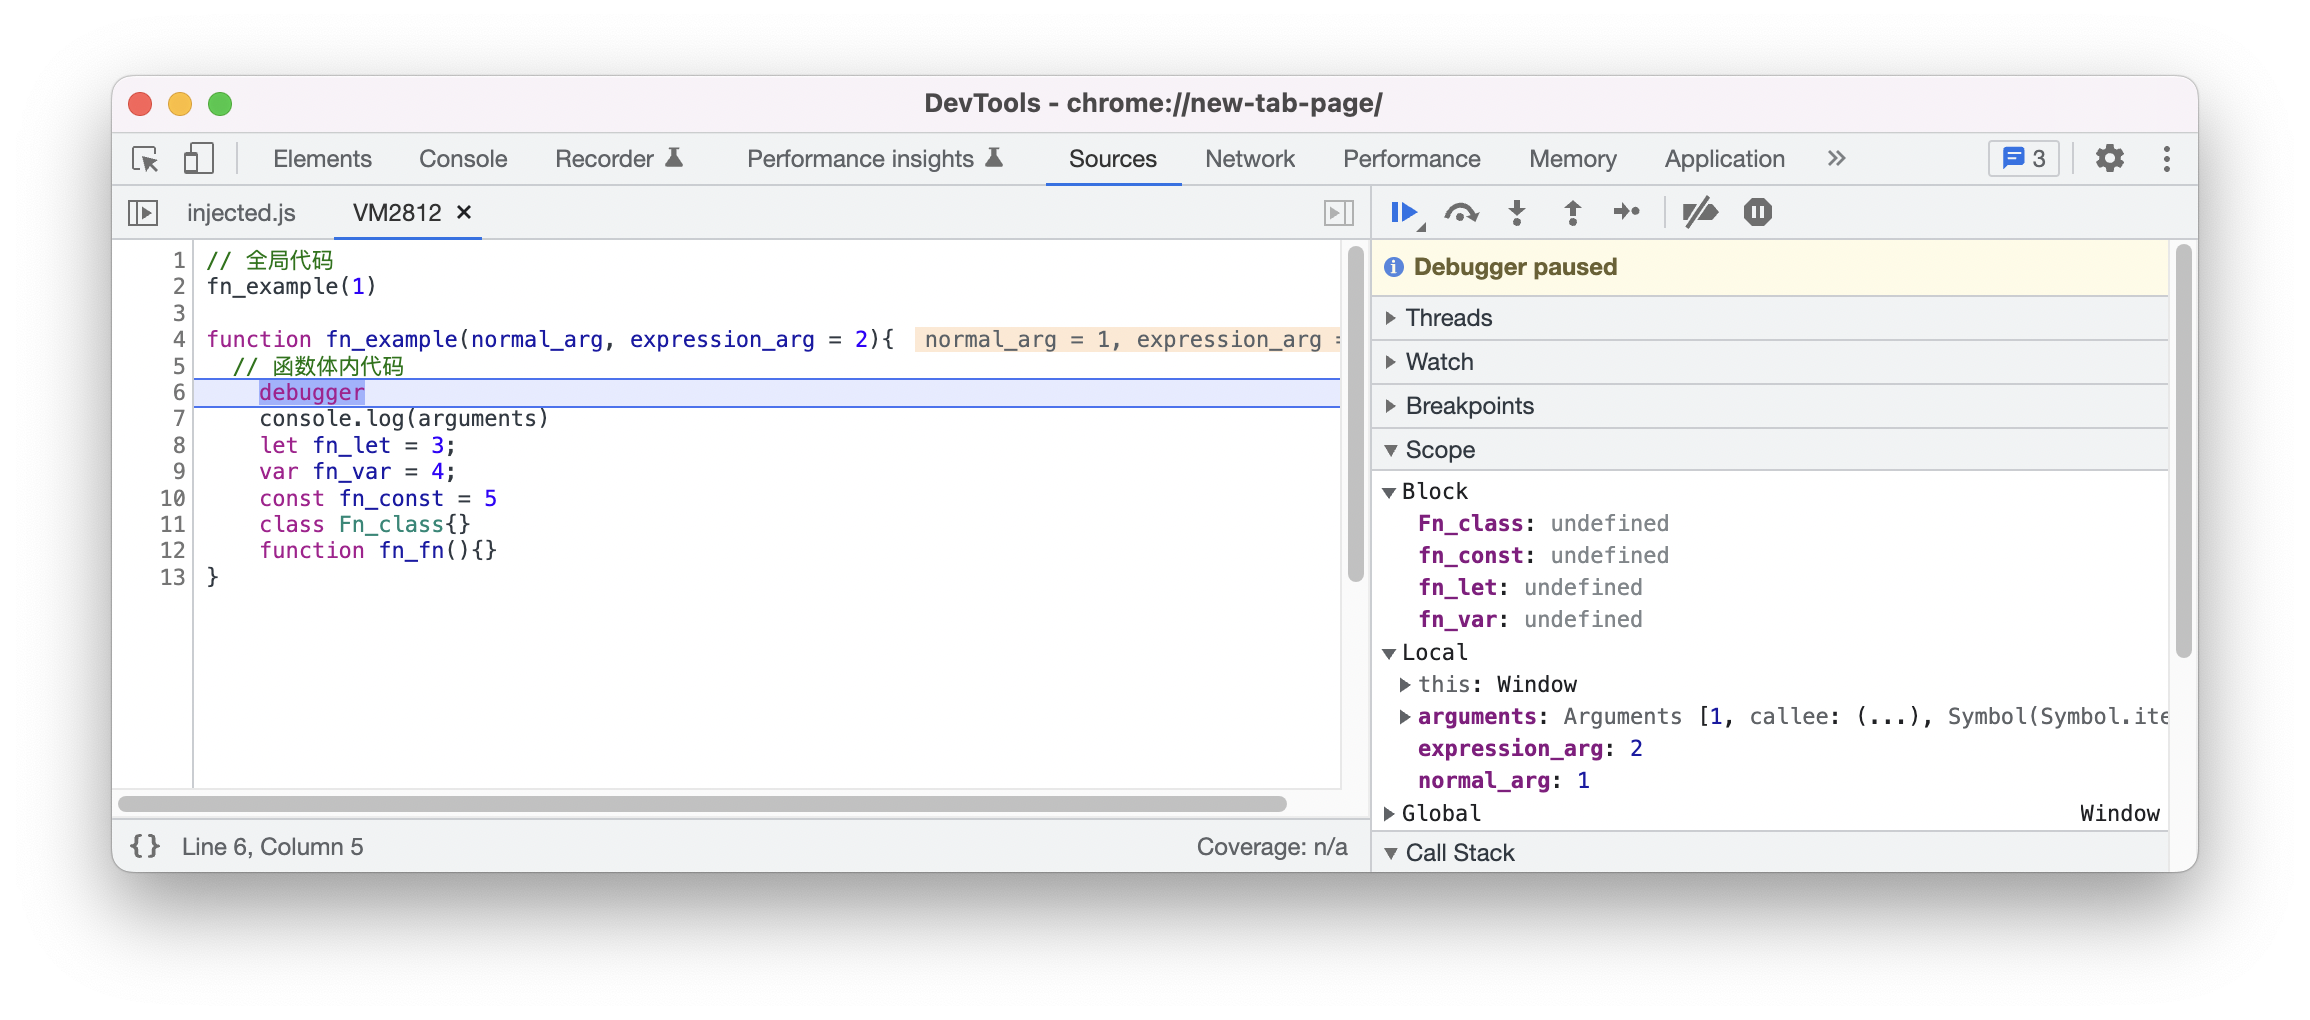 DevTools - chrome://new-tab-page/
Elements Console Recorder Performance insights Sources Network Performance Memory Application » 3
injected.js VM2812 ×
1 // 全局代码
2 fn_example(1)
3
4 function fn_example(normal_arg, expression_arg = 2){ normal_arg = 1, expression_arg =
5 // 函数体内代码
6 debugger
7 console.log(arguments)
8 let fn_let = 3;
9 var fn_var = 4;
10 const fn_const = 5
11 class Fn_class{}
12 function fn_fn(){}
13 }
{} Line 6, Column 5 Coverage: n/a
Debugger paused
Threads
Watch
Breakpoints
Scope
Block
Fn_class: undefined
fn_const: undefined
fn_let: undefined
fn_var: undefined
Local
this: Window
arguments: Arguments [1, callee: (...), Symbol(Symbol.ite
expression_arg: 2
normal_arg: 1
Global Window
Call Stack